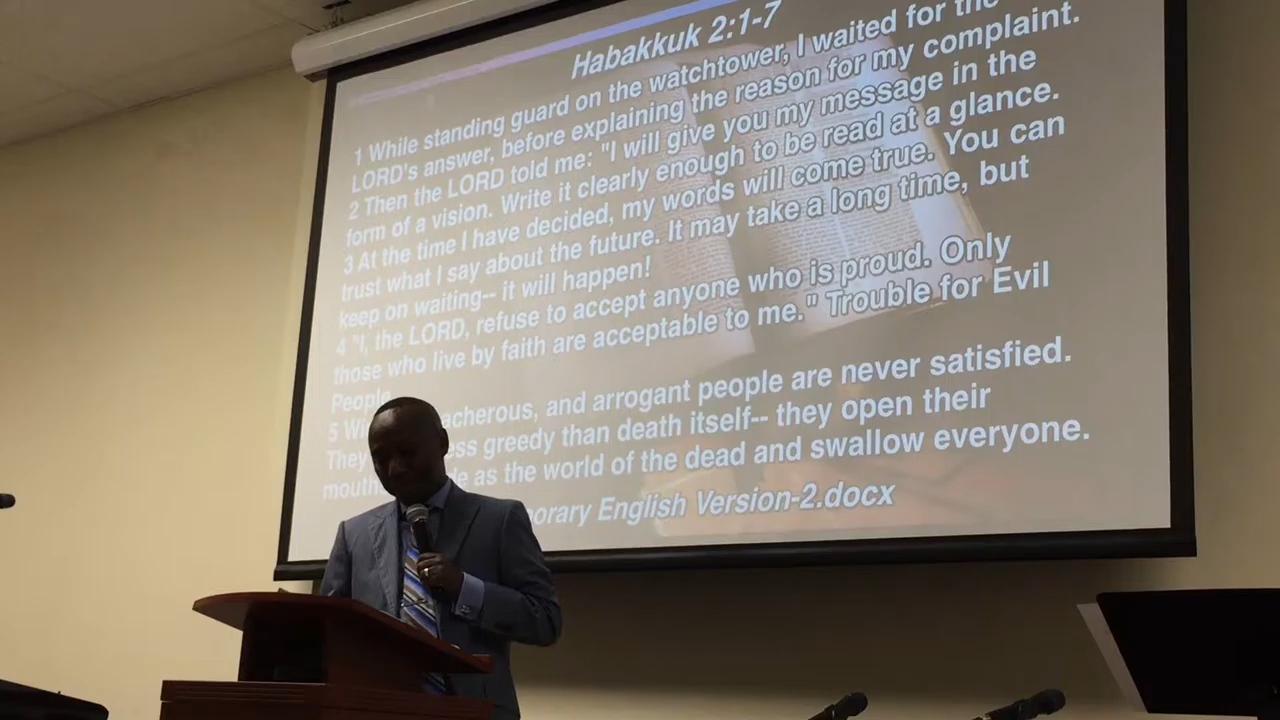 Habakkuk 2:1-7
1 While standing guard on the watchtower, I waited for the
LORD's answer, before explaining the reason for my complaint.
2 Then the LORD told me: "I will give you my message in the
form of a vision. Write it clearly enough to be read at a glance.
3 At the time I have decided, my words will come true. You can
trust what I say about the future. It may take a long time, but
keep on waiting-- it will happen!
4 "I, the LORD, refuse to accept anyone who is proud. Only
those who live by faith are acceptable to me." Trouble for Evil
People
5 and arrogant people are never satisfied.
They greedy than death itself-- they open their
as the world of the dead and swallow everyone.
English Version-2.docx